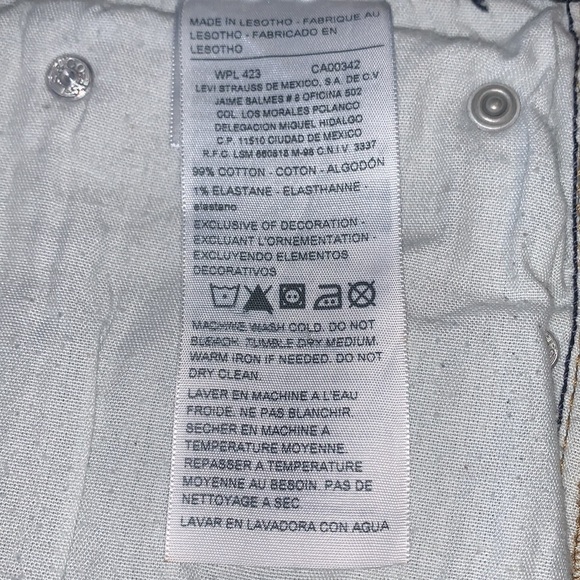 MADE IN LESOTHO - FABRIQUE AU
LESOTHO - FABRICADO EN
LESOTHO
WPL 423 CA00342
LEVI STRAUSS DE MEXICO, S.A. DE C.V
JAIME BALMES # 8 OFICINA 502
COL. LOS MORALES POLANCO
DELEGACION MIGUEL HIDALGO
C.P. 11510 CIUDAD DE MEXICO
R.F.C. LSM 660818 M-98 C.N.I.V. 3337
99% COTTON - COTON - ALGODÓN
1% ELASTANE - ELASTHANNE -
elastano
EXCLUSIVE OF DECORATION -
EXCLUANT L'ORNEMENTATION -
EXCLUYENDO ELEMENTOS
DECORATIVOS
MACHINE WASH COLD. DO NOT
BLEACH. TUMBLE DRY MEDIUM.
WARM IRON IF NEEDED. DO NOT
DRY CLEAN.
LAVER EN MACHINE A L'EAU
FROIDE. NE PAS BLANCHIR.
SECHER EN MACHINE A
TEMPERATURE MOYENNE.
REPASSER A TEMPERATURE
MOYENNE AU BESOIN. PAS DE
NETTOYAGE A SEC.
LAVAR EN LAVADORA CON AGUA